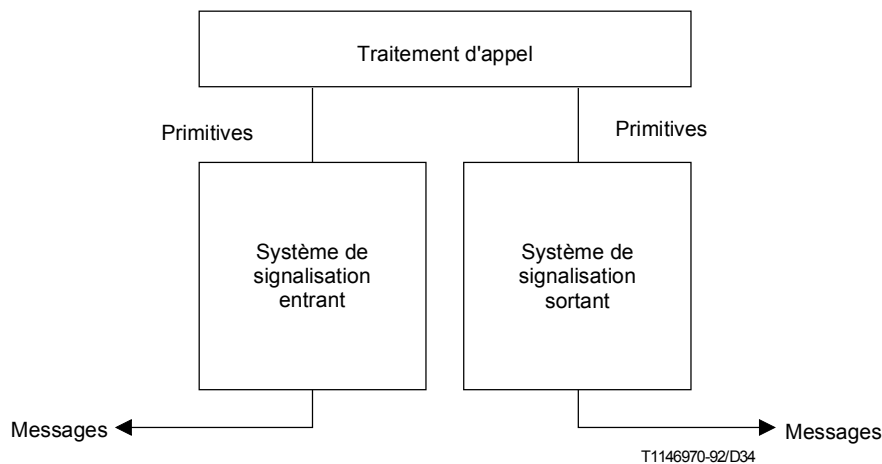 Traitement d'appel
Primitives
Primitives
Système de
signalisation
entrant
Système de
signalisation
sortant
Messages
Messages
T1146970-92/D34